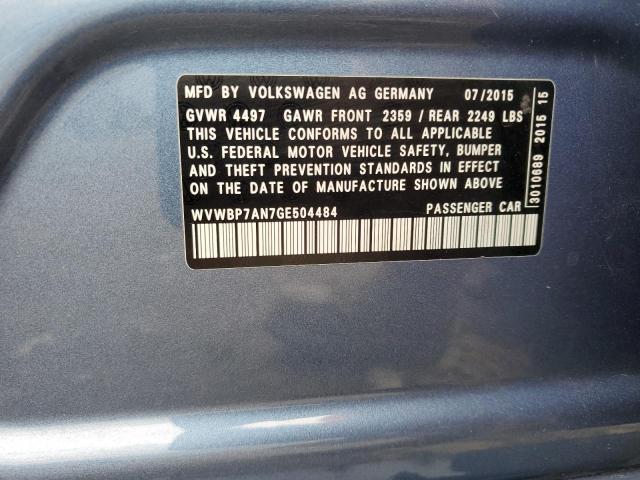 MFD BY VOLKSWAGEN AG GERMANY 07/2015
GVWR 4497 GAWR FRONT 2359 / REAR 2249 LBS
THIS VEHICLE CONFORMS TO ALL APPLICABLE
U.S. FEDERAL MOTOR VEHICLE SAFETY, BUMPER
AND THEFT PREVENTION STANDARDS IN EFFECT
ON THE DATE OF MANUFACTURE SHOWN ABOVE
WVWBP7AN7GE504484 PASSENGER CAR
3010689 2015 15